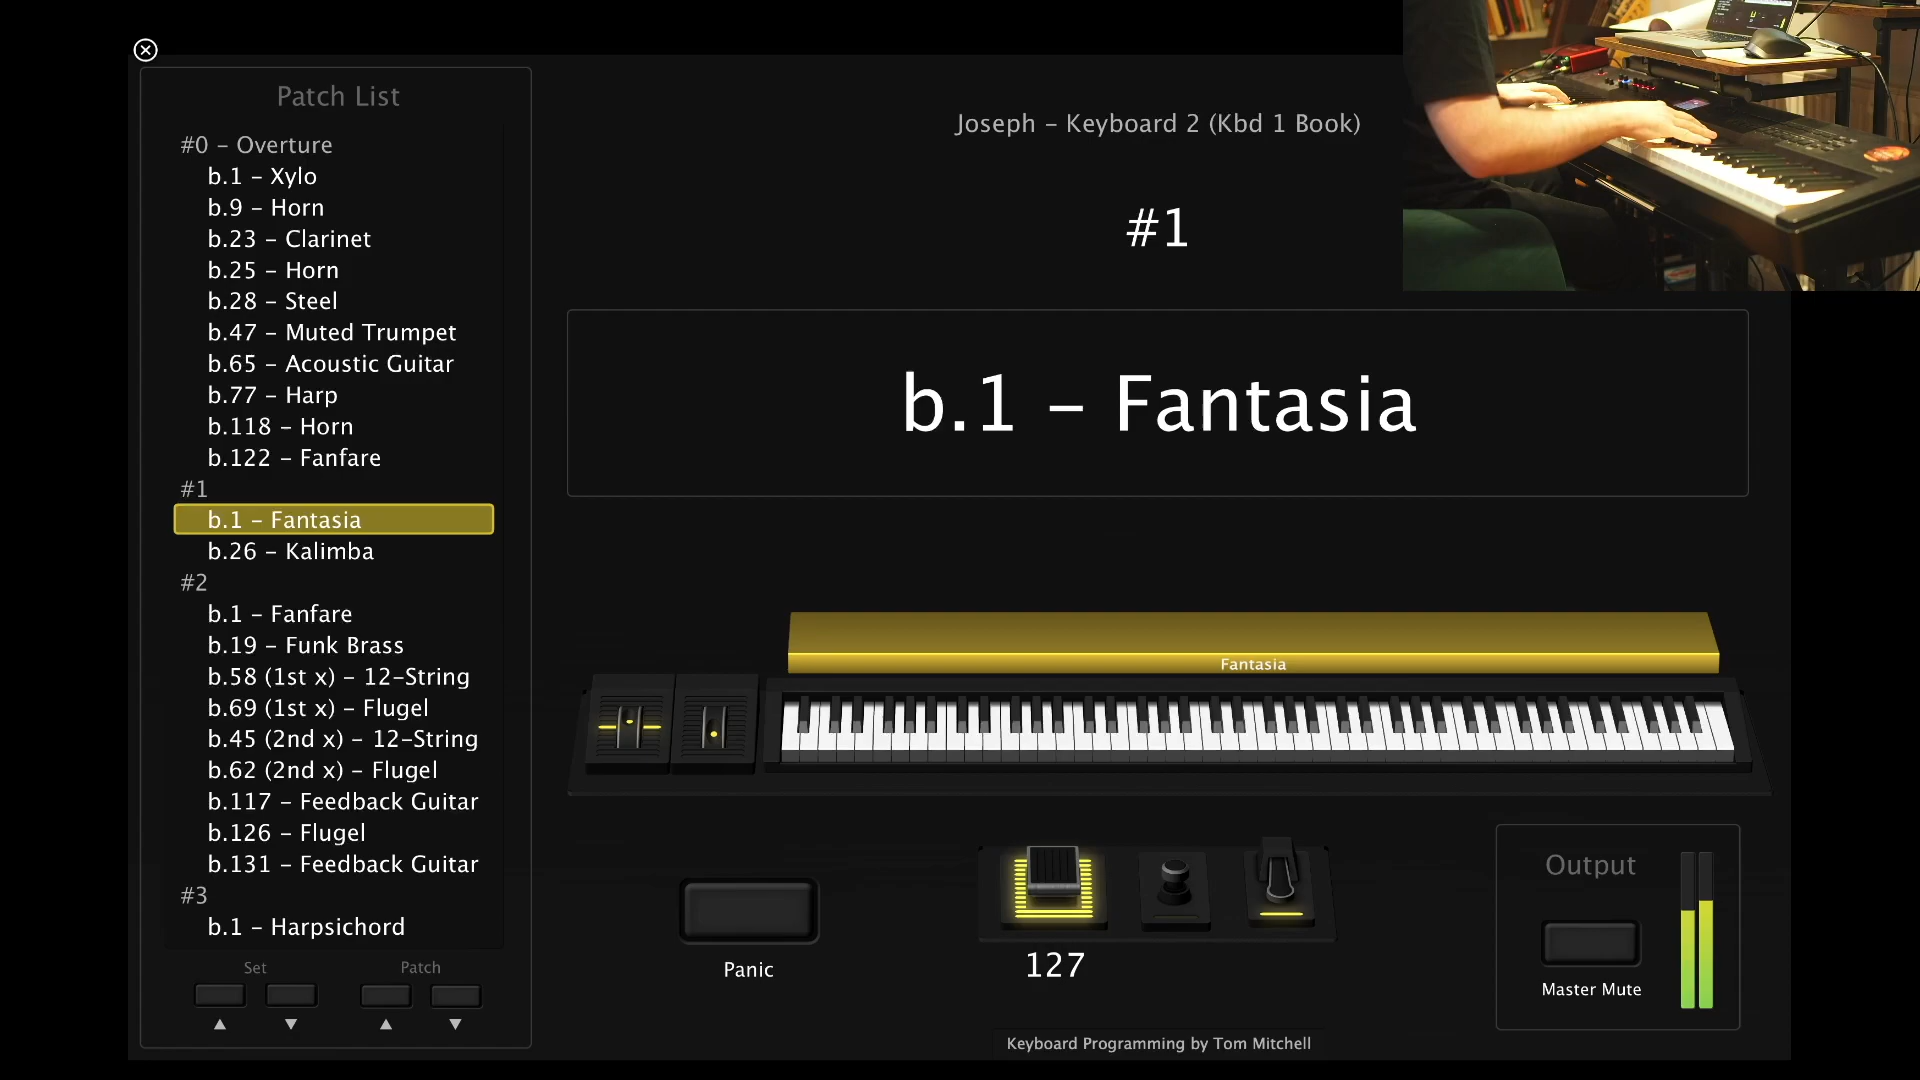 Patch List
#0 – Overture
b.1 – Xylo
b.9 – Horn
b.23 – Clarinet
b.25 – Horn
b.28 – Steel
b.47 – Muted Trumpet
b.65 – Acoustic Guitar
b.77 – Harp
b.118 – Horn
b.122 – Fanfare
#1
b.1 – Fantasia
b.26 – Kalimba
#2
b.1 – Fanfare
b.19 – Funk Brass
b.58 (1st x) – 12–String
b.69 (1st x) – Flugel
b.45 (2nd x) – 12–String
b.62 (2nd x) – Flugel
b.117 – Feedback Guitar
b.126 – Flugel
b.131 – Feedback Guitar
#3
b.1 – Harpsichord
Set
Patch
Joseph – Keyboard 2 (Kbd 1 Book)
#1
b.1 – Fantasia
Fantasia
Panic
127
Output
Master Mute
Keyboard Programming by Tom Mitchell